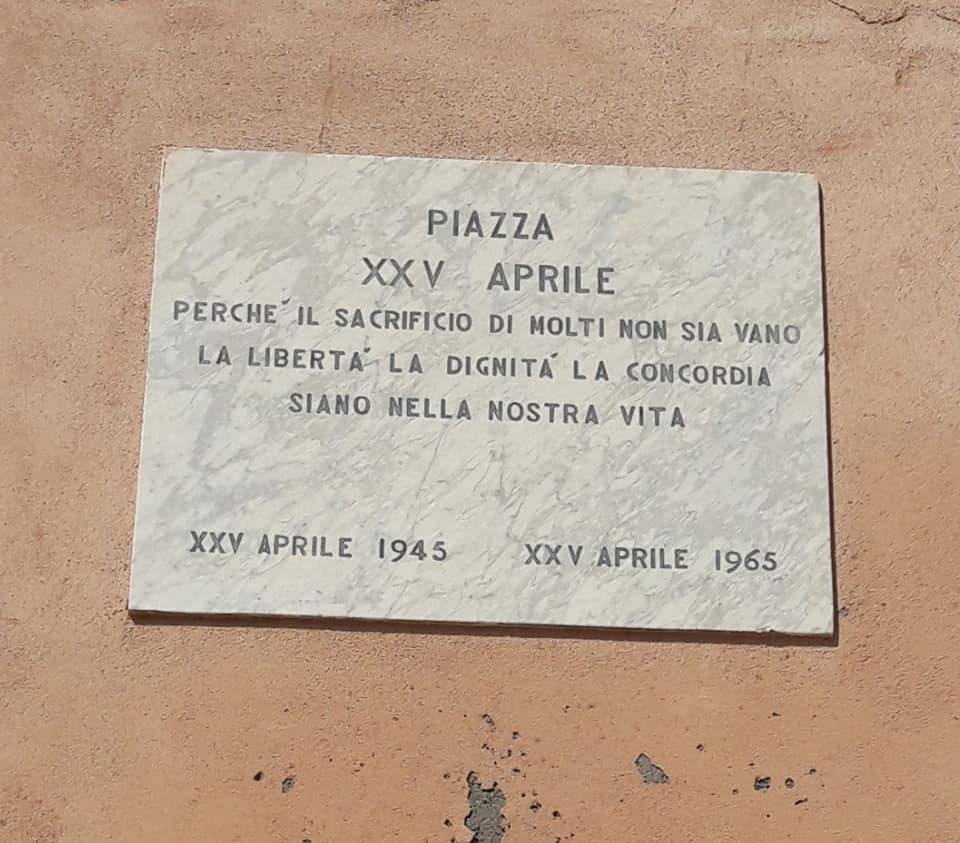 PIAZZA
XXV APRILE
PERCHE´ IL SACRIFICIO DI MOLTI NON SIA VANO
LA LIBERTA´ LA DIGNITA´ LA CONCORDIA
SIANO NELLA NOSTRA VITA
XXV APRILE 1945 XXV APRILE 1965